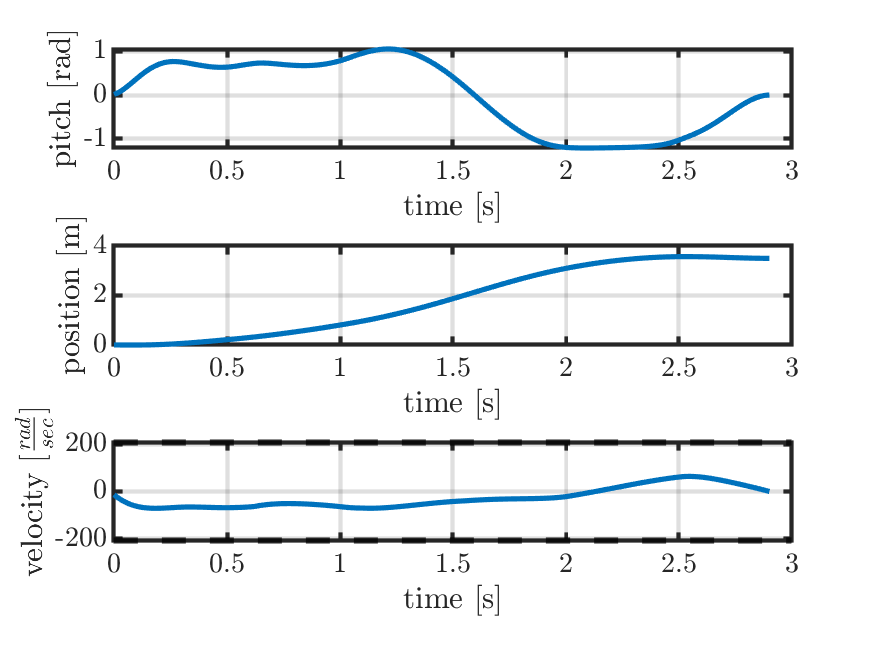 pitch [rad]
1
0
-1
0 0.5 1 1.5 2 2.5 3
time [s]
position [m]
4
2
0
0 0.5 1 1.5 2 2.5 3
time [s]
velocity [rad/sec]
200
0
-200
0 0.5 1 1.5 2 2.5 3
time [s]